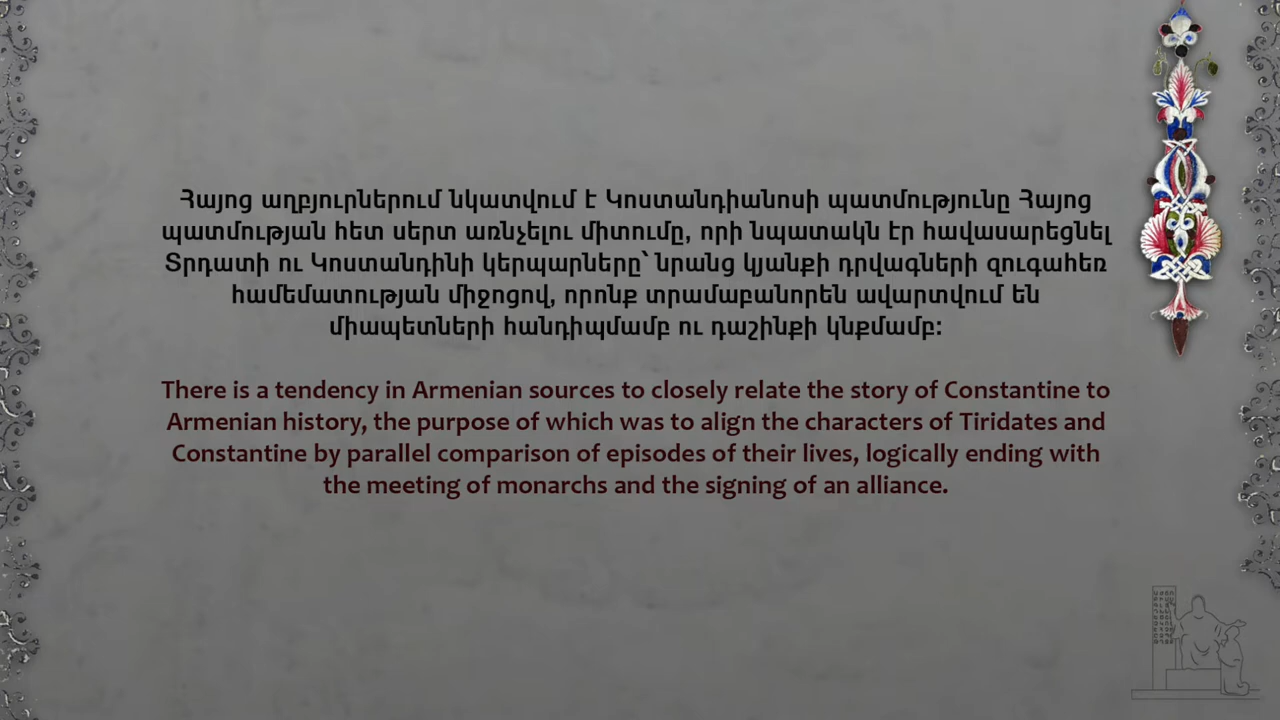 Հայոց աղբյուրներում նկատվում է Կոստանդիանոսի պատմությունը Հայոց
պատմության հետ սերտ առնչելու միտումը, որի նպատակն էր հավասարեցնել
Տրդատի ու Կոստանդինի կերպարները՝ նրանց կյանքի դրվագների զուգահեռ
համեմատության միջոցով, որոնք տրամաբանորեն ավարտվում են
միապետների հանդիպմամբ ու դաշինքի կնքմամբ:
There is a tendency in Armenian sources to closely relate the story of Constantine to
Armenian history, the purpose of which was to align the characters of Tiridates and
Constantine by parallel comparison of episodes of their lives, logically ending with
the meeting of monarchs and the signing of an alliance.